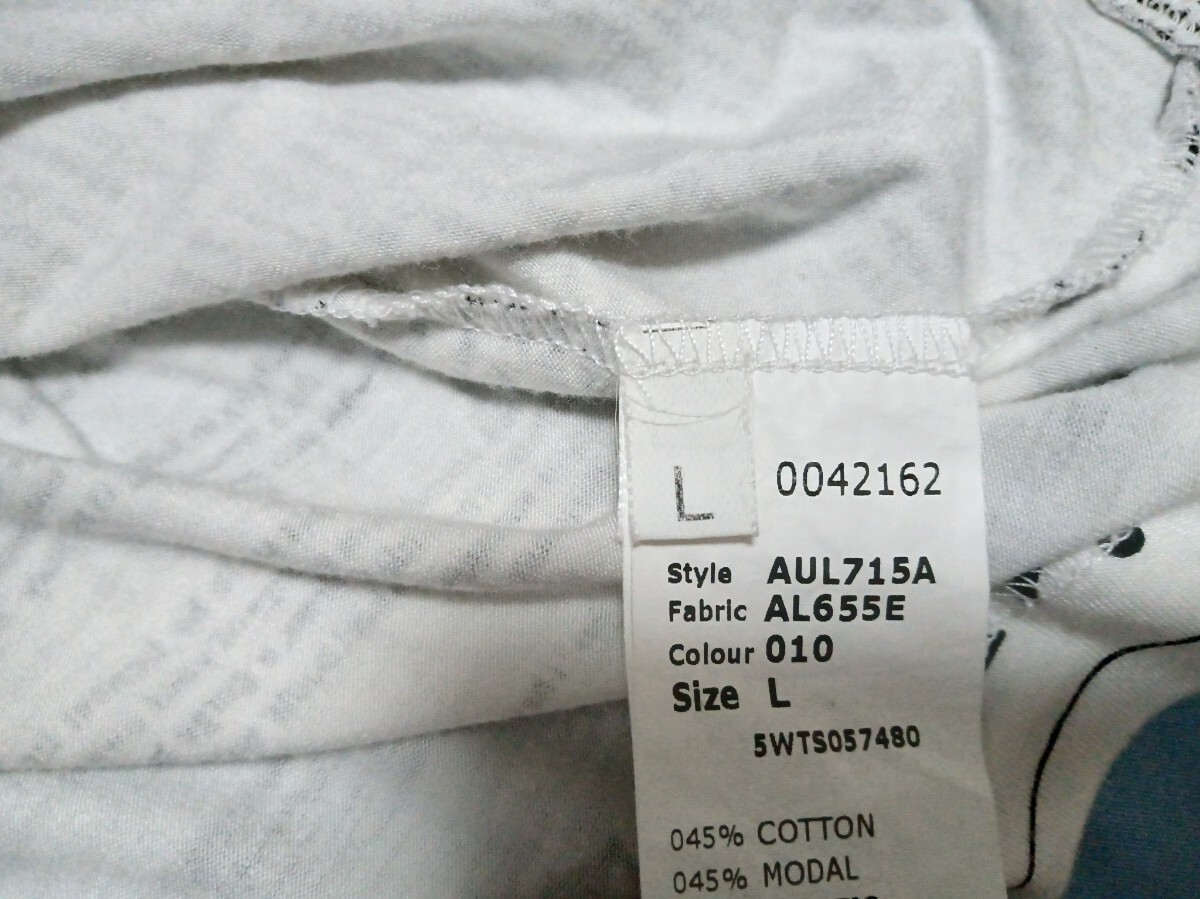 L
0042162
Style AUL715A
Fabric AL655E
Colour 010
Size L
5WTS057480
045% COTTON
045% MODAL